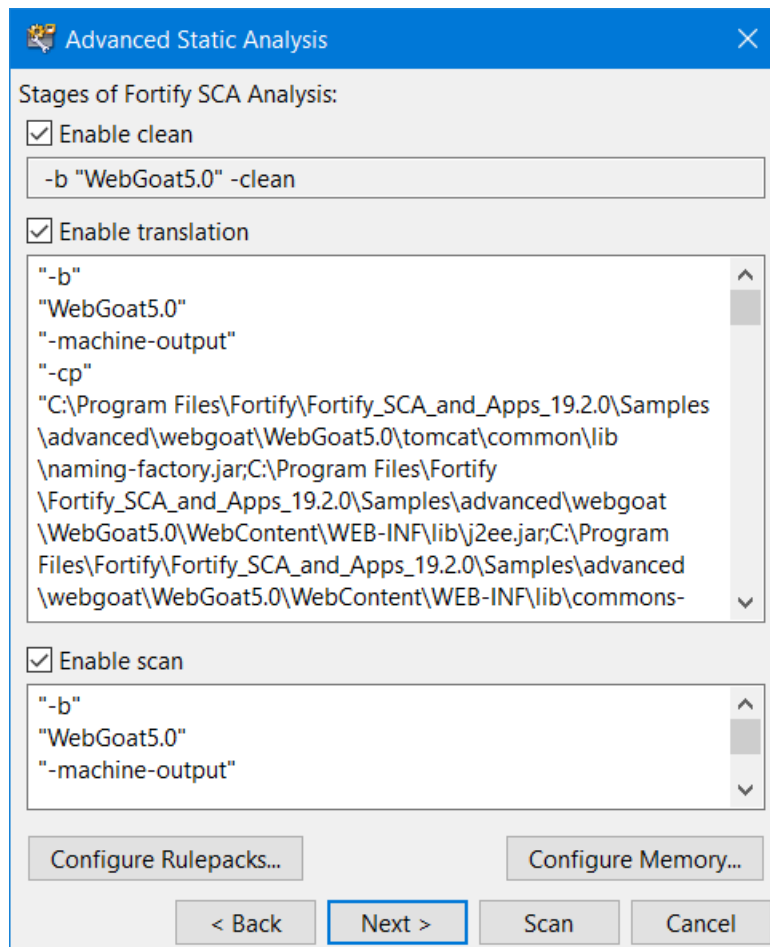 Advanced Static Analysis
Stages of Fortify SCA Analysis:
Enable clean
-b "WebGoat5.0" -clean
Enable translation
"-b"
"WebGoat5.0"
"-machine-output"
"-cp"
"C:\Program Files\Fortify\Fortify_SCA_and_Apps_19.2.0\Samples
\advanced\webgoat\WebGoat5.0\tomcat\common\lib
\naming-factory.jar;C:\Program Files\Fortify
\Fortify_SCA_and_Apps_19.2.0\Samples\advanced\webgoat
\WebGoat5.0\WebContent\WEB-INF\lib\j2ee.jar;C:\Program
Files\Fortify\Fortify_SCA_and_Apps_19.2.0\Samples\advanced
\webgoat\WebGoat5.0\WebContent\WEB-INF\lib\commons-
Enable scan
"-b"
"WebGoat5.0"
"-machine-output"
Configure Rulepacks... Configure Memory...
< Back Next > Scan Cancel